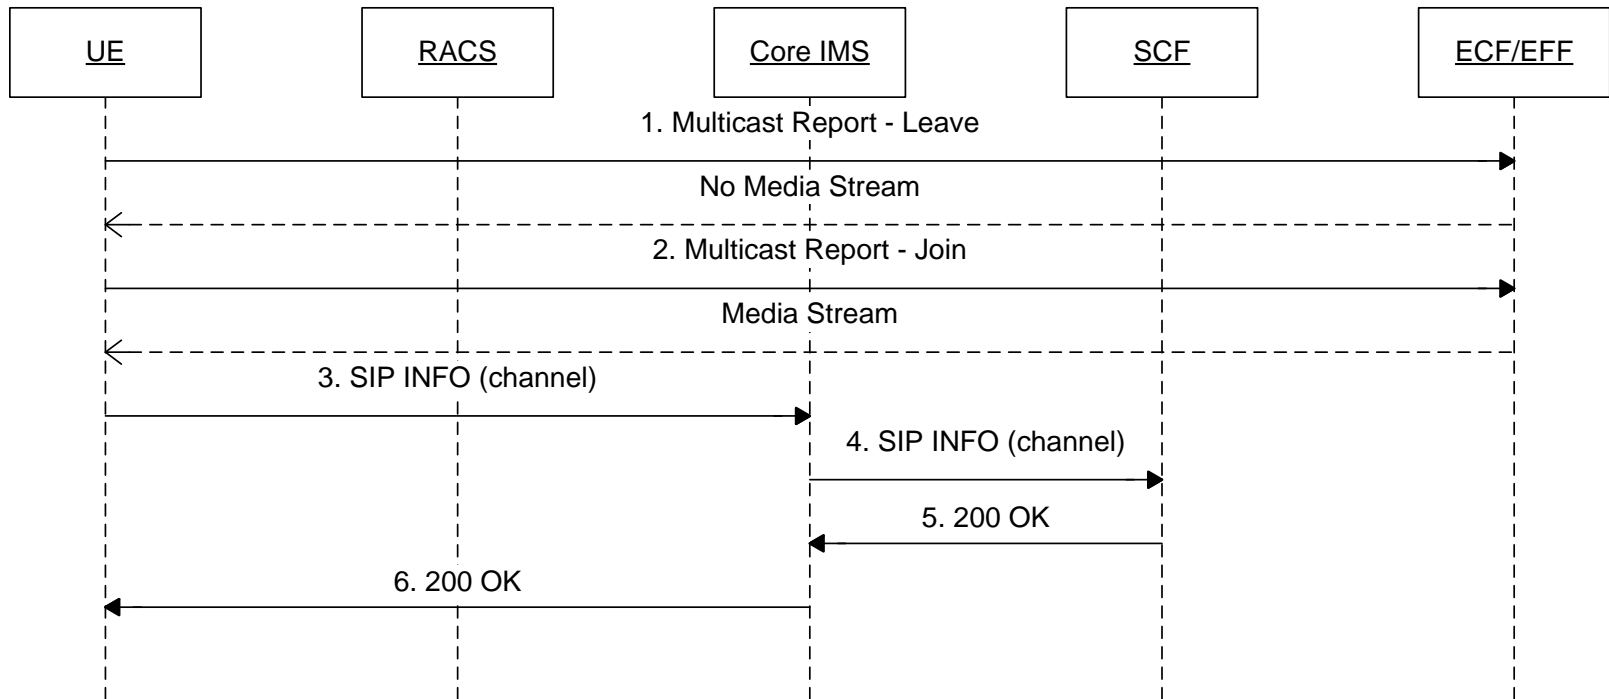 UE
RACS
Core IMS
SCF
ECF/EFF
1. Multicast Report - Leave
No Media Stream
2. Multicast Report - Join
Media Stream
3. SIP INFO (channel)
4. SIP INFO (channel)
5. 200 OK
6. 200 OK